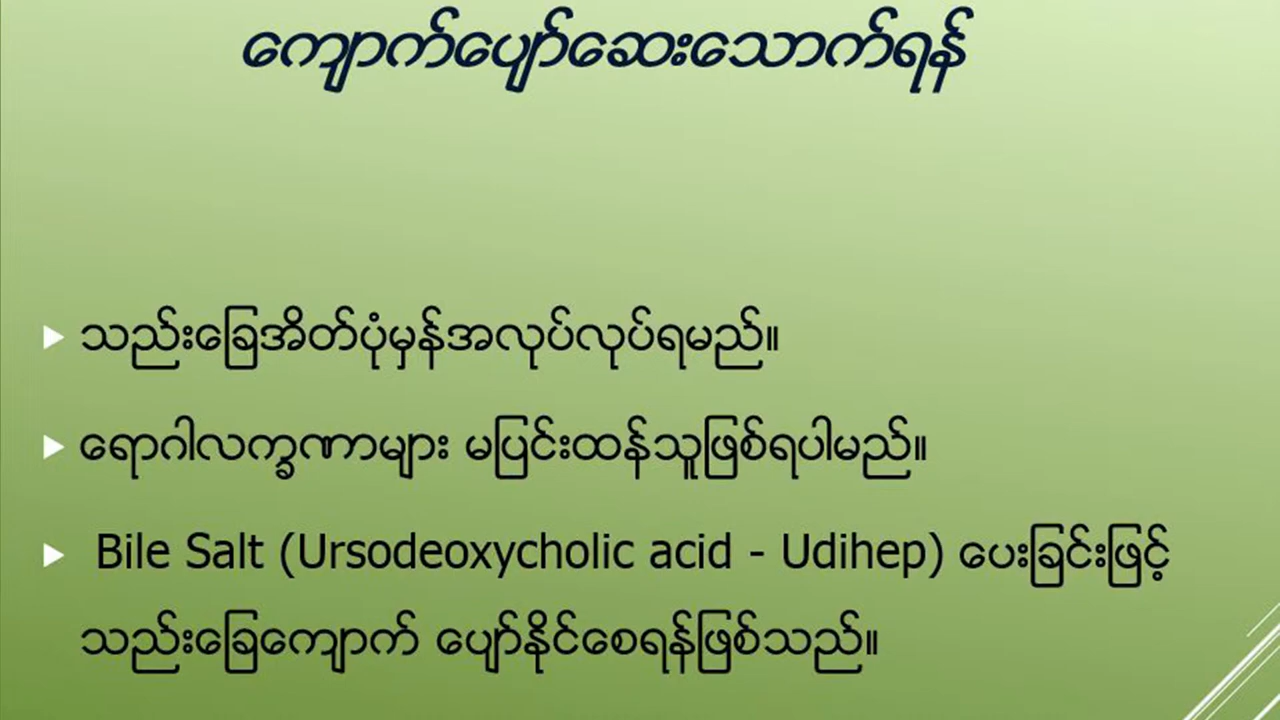 ကျောက်ပျော်ဆေးသောက်ရန်
သည်းခြေအိတ်ပုံမှန်အလုပ်လုပ်ရမည်။
ရောဂါလက္ခဏာများ မပြင်းထန်သူဖြစ်ရပါမည်။
Bile Salt (Ursodeoxycholic acid - Udihep) ပေးခြင်းဖြင့်
သည်းခြေကျောက် ပျော်နိုင်စေရန်ဖြစ်သည်။